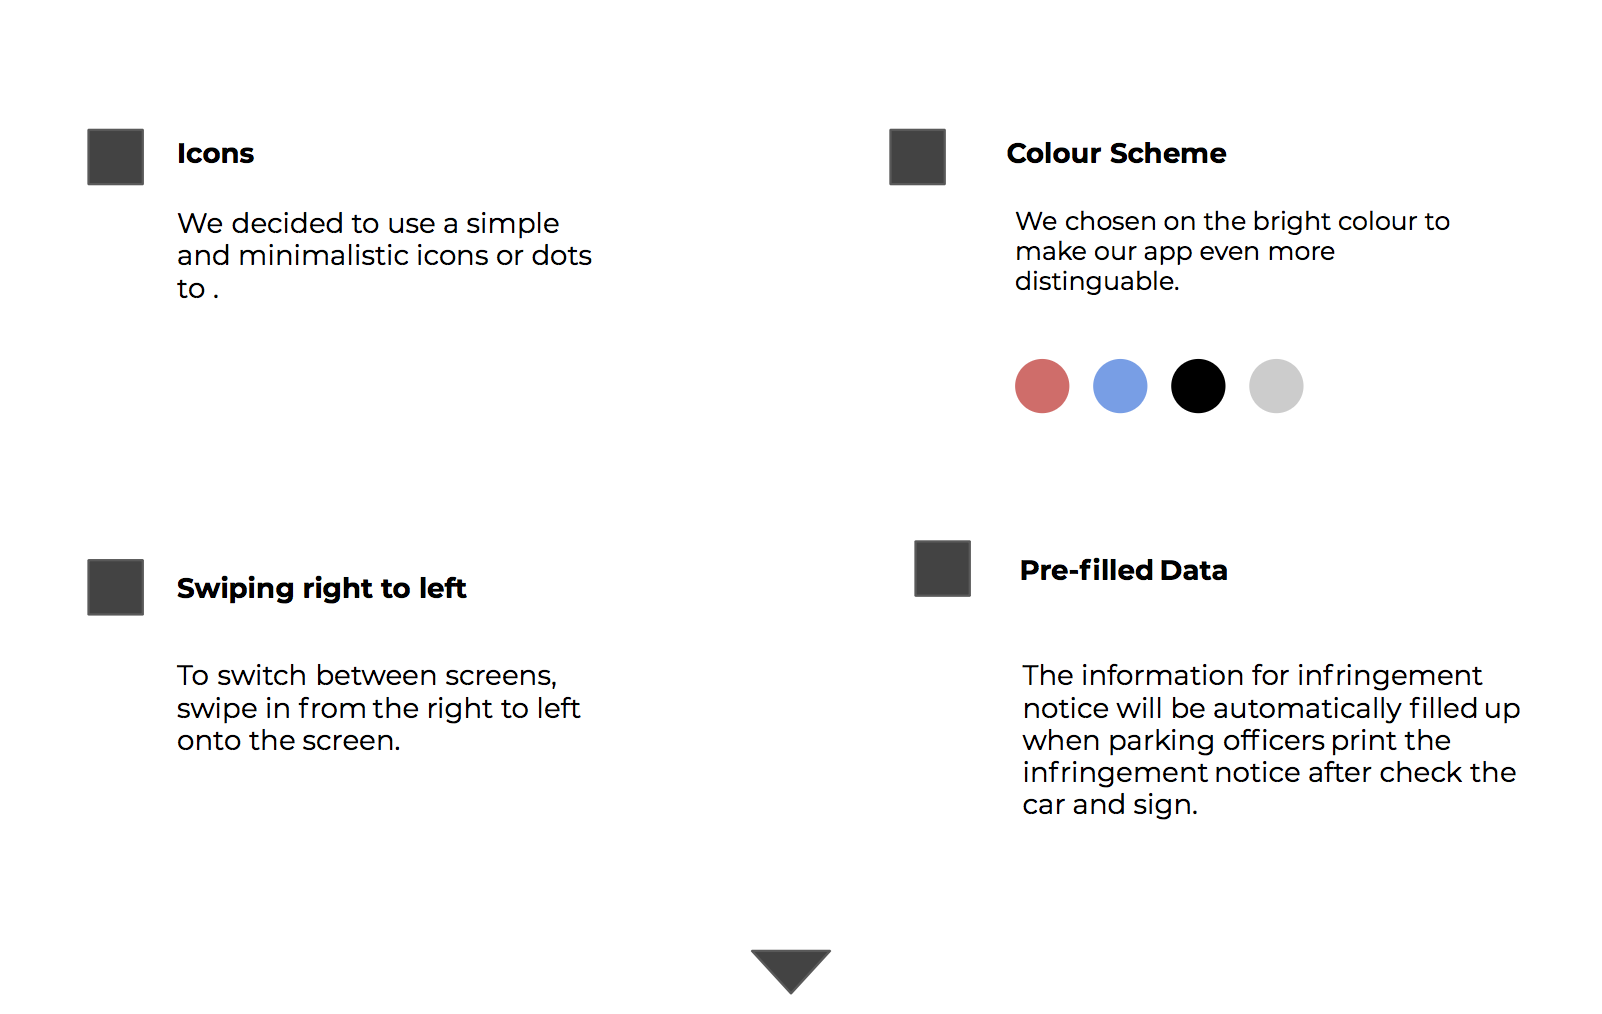 Icons
We decided to use a simple
and minimalistic icons or dots
to .
Colour Scheme
We chosen on the bright colour to
make our app even more
distinguable.
Swiping right to left
To switch between screens,
swipe in from the right to left
onto the screen.
Pre-filled Data
The information for infringement
notice will be automatically filled up
when parking officers print the
infringement notice after check the
car and sign.